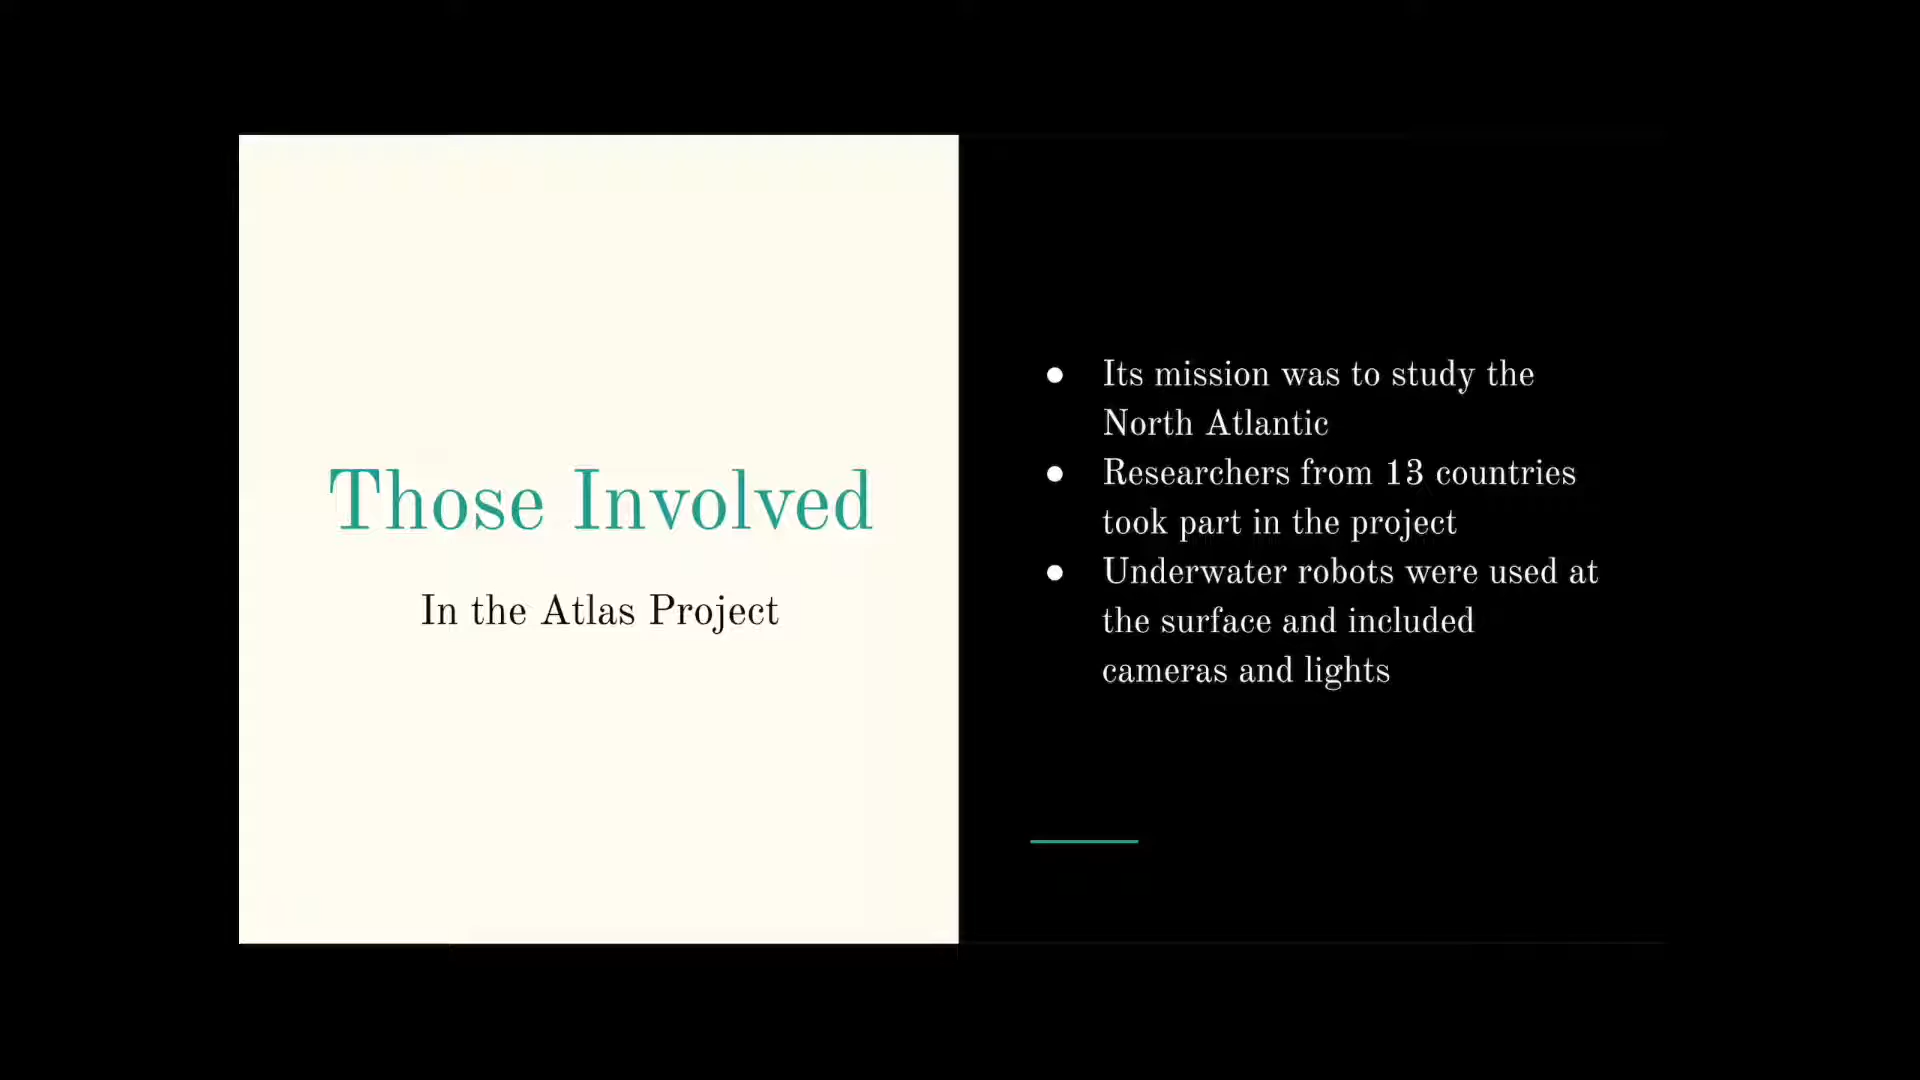 Those Involved
In the Atlas Project
● Its mission was to study the
North Atlantic
● Researchers from 13 countries
took part in the project
● Underwater robots were used at
the surface and included
cameras and lights